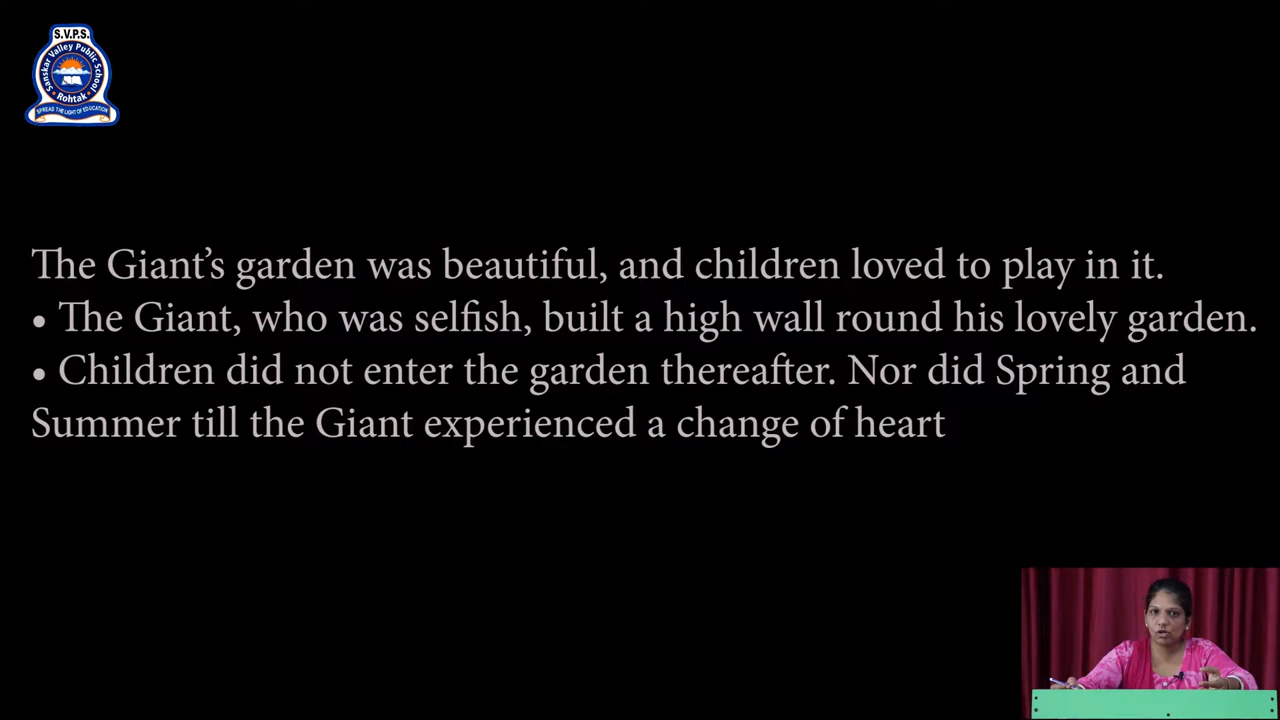 S.V.P.S.
Sanskar Valley Public School
Rohtak
SPREAD THE LIGHT OF EDUCATION
The Giant's garden was beautiful, and children loved to play in it.
• The Giant, who was selfish, built a high wall round his lovely garden.
• Children did not enter the garden thereafter. Nor did Spring and
Summer till the Giant experienced a change of heart